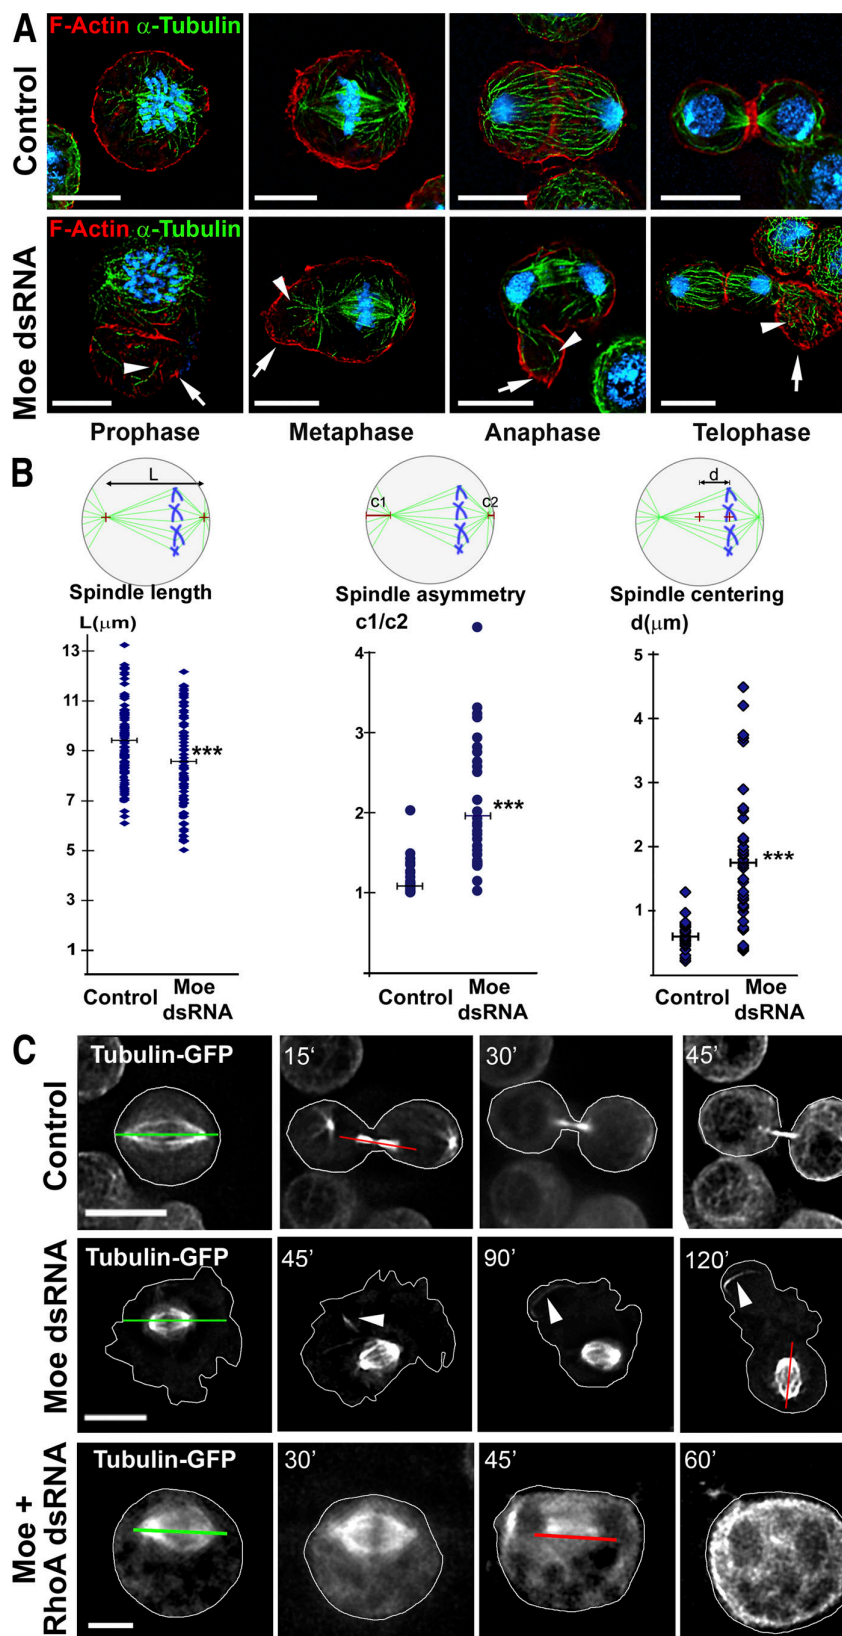 A
F-Actin α-Tubulin
Control
F-Actin α-Tubulin
Moe dsRNA
Prophase Metaphase Anaphase Telophase
B
L
c1 c2
d
Spindle length
Spindle asymmetry
Spindle centering
L(μm)
13
11
9
7
5
3
1
***
Control
Moe
dsRNA
c1/c2
4
3
2
1
***
Control
Moe
dsRNA
d(μm)
5
4
3
2
1
***
Control
Moe
dsRNA
C
Control
Tubulin-GFP 15‘ 30’ 45’
Moe dsRNA
Tubulin-GFP 45’ 90’ 120’
Moe +
RhoA dsRNA
Tubulin-GFP 30’ 45’ 60’